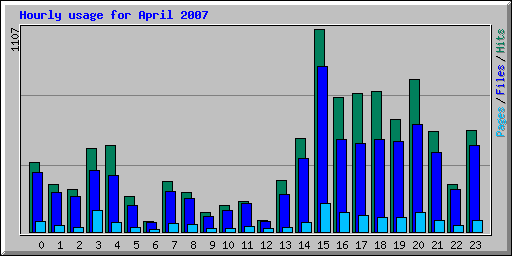 Hourly usage for April 2007
1107
Pages / Files / Hits
0 1 2 3 4 5 6 7 8 9 10 11 12 13 14 15 16 17 18 19 20 21 22 23